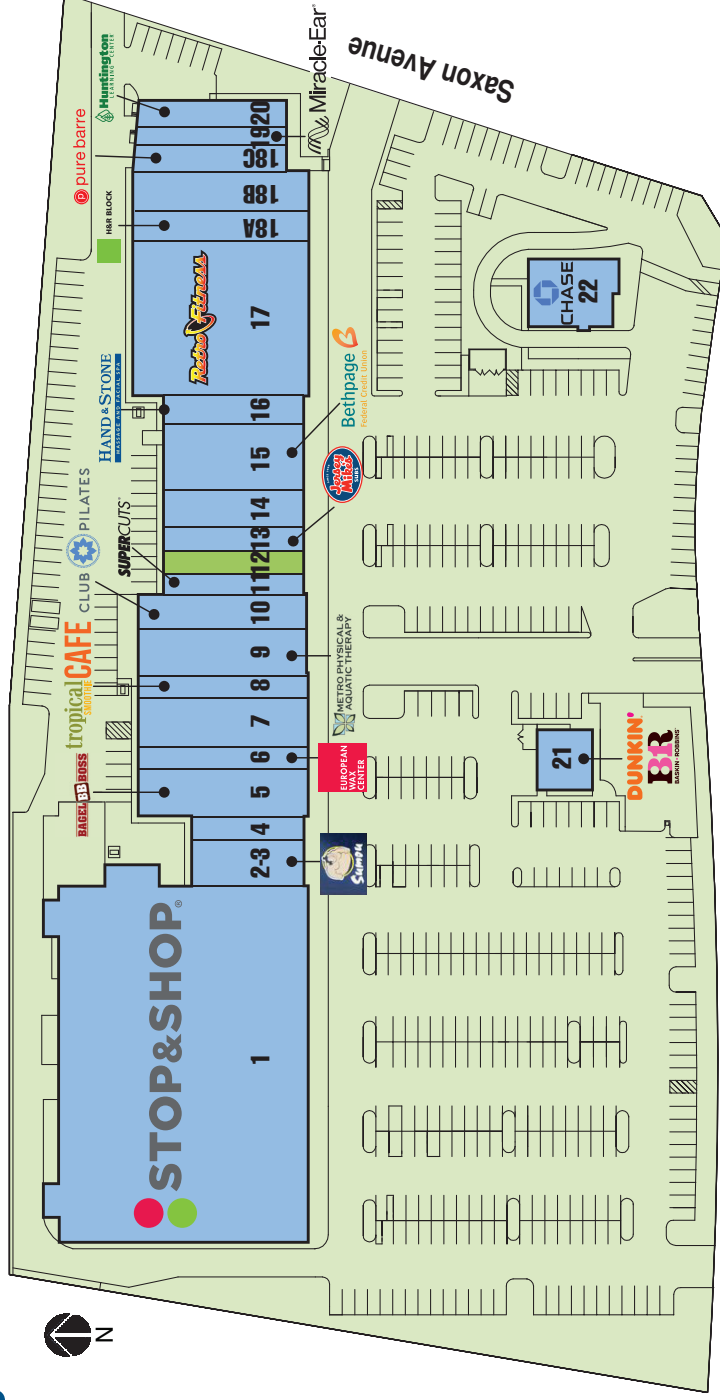 Saxon Avenue
Huntington
LEARNING CENTER
Miracle-Ear®
pure barre
H&R BLOCK
20
19
18C
18B
18A
Retro Fitness
17
CHASE
22
HAND & STONE
MASSAGE AND FACIAL SPA
16
Bethpage
Federal Credit Union
15
Jersey
Mike's
SUBS
14
13
12
11
SUPERCUTS®
CLUB PILATES
10
9
METRO PHYSICAL &
AQUATIC THERAPY
tropical
SMOOTHIE
CAFE
8
7
6
EUROPEAN
WAX
CENTER
BAGEL BB BOSS
5
4
2-3
Sumou
21
DUNKIN'
BR
BASKIN-ROBBINS
STOP&SHOP®
1
N